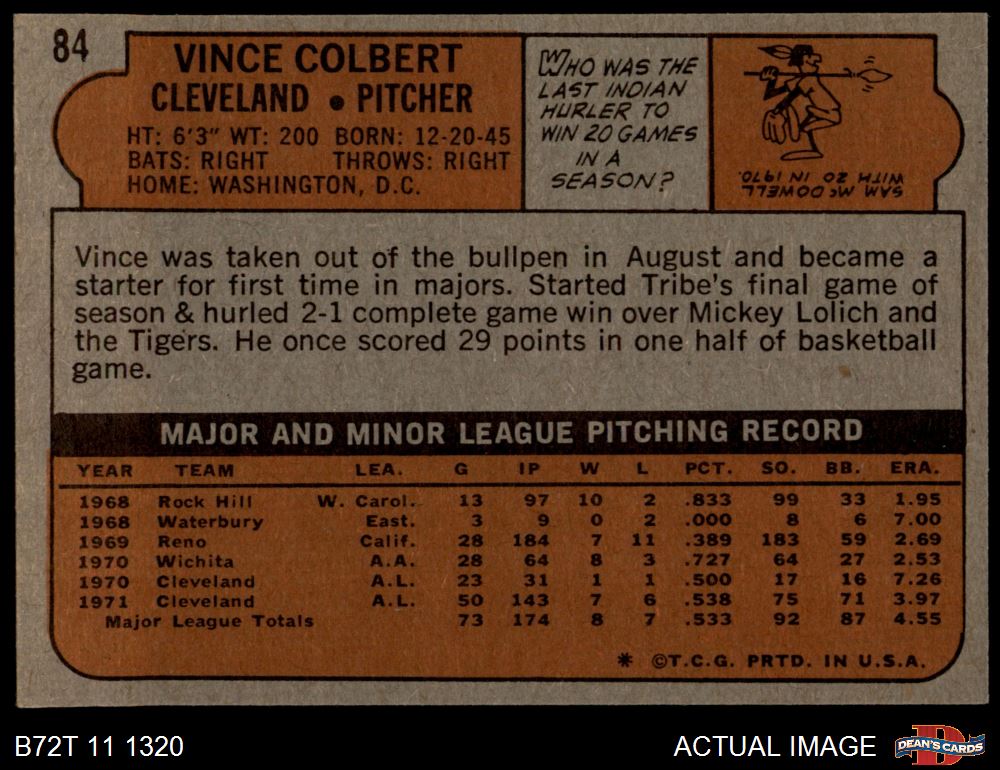 84
VINCE COLBERT
CLEVELAND • PITCHER
HT: 6'3" WT: 200 BORN: 12-20-45
BATS: RIGHT THROWS: RIGHT
HOME: WASHINGTON, D.C.
WHO WAS THE
LAST INDIAN
HURLER TO
WIN 20 GAMES
IN A
SEASON?
SAM McDOWELL
WITH 20 IN 1970.
Vince was taken out of the bullpen in August and became a
starter for first time in majors. Started Tribe's final game of
season & hurled 2-1 complete game win over Mickey Lolich and
the Tigers. He once scored 29 points in one half of basketball
game.
MAJOR AND MINOR LEAGUE PITCHING RECORD
YEAR TEAM LEA. G IP W L PCT. SO. BB. ERA.
1968 Rock Hill W. Carol. 13 97 10 2 .833 99 33 1.95
1968 Waterbury East. 3 9 0 2 .000 8 6 7.00
1969 Reno Calif. 28 184 7 11 .389 183 59 2.69
1970 Wichita A.A. 28 64 8 3 .727 64 27 2.53
1970 Cleveland A.L. 23 31 1 1 .500 17 16 7.26
1971 Cleveland A.L. 50 143 7 6 .538 75 71 3.97
Major League Totals 73 174 8 7 .533 92 87 4.55
* ©T.C.G. PRTD. IN U.S.A.
B72T 11 1320
ACTUAL IMAGE
DEAN'S CARDS